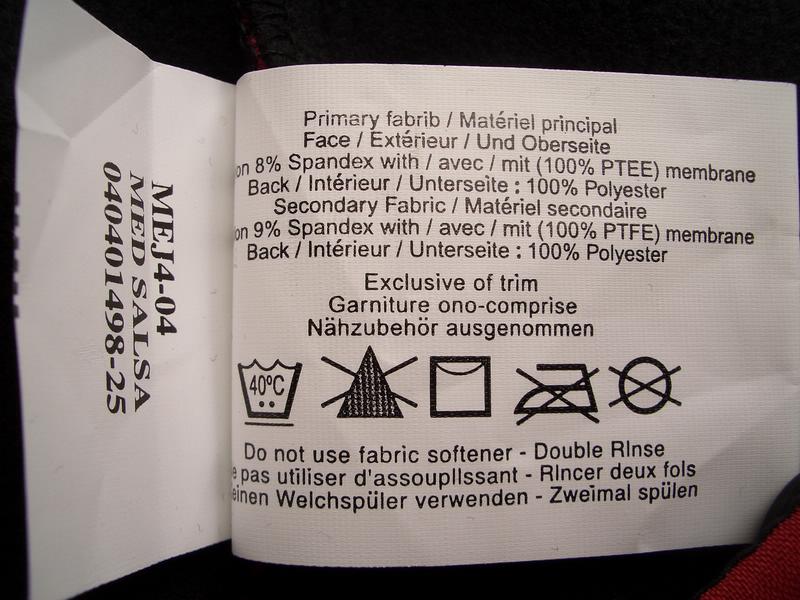 MEJ4-04
MED SALSA
040401498-25
Primary fabrib / Matériel principal
Face / Extérieur / Und Oberseite
on 8% Spandex with / avec / mit (100% PTEE) membrane
Back / Intérieur / Unterseite : 100% Polyester
Secondary Fabric / Matériel secondaire
on 9% Spandex with / avec / mit (100% PTFE) membrane
Back / Intérieur / Unterseite : 100% Polyester
Exclusive of trim
Garniture ono-comprise
Nähzubehör ausgenommen
40ºC
Do not use fabric softener - Double RInse
e pas utiliser d'assouplIssant - RIncer deux foIs
einen Welchspüler verwenden - Zweimal spülen